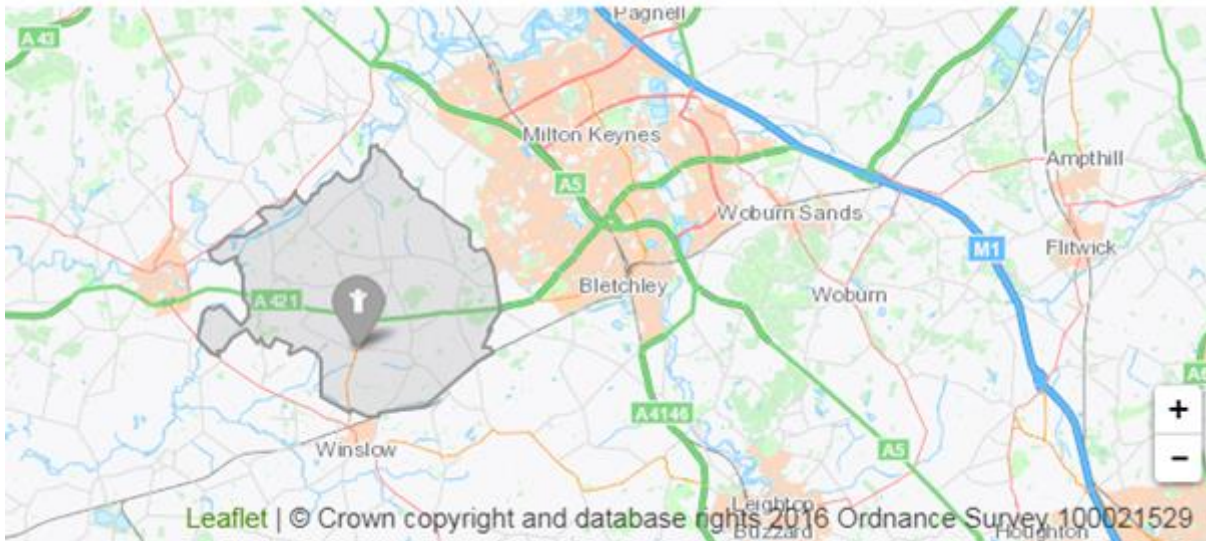 Pagnell
A 43
Milton Keynes
Ampthill
A5
Woburn Sands
M1
Flitwick
Bletchley
Woburn
A 421
+
A4146
Winslow
A5
−
Leighton
Buzzard
Houghton
Leaflet | © Crown copyright and database rights 2016 Ordnance Survey 100021529